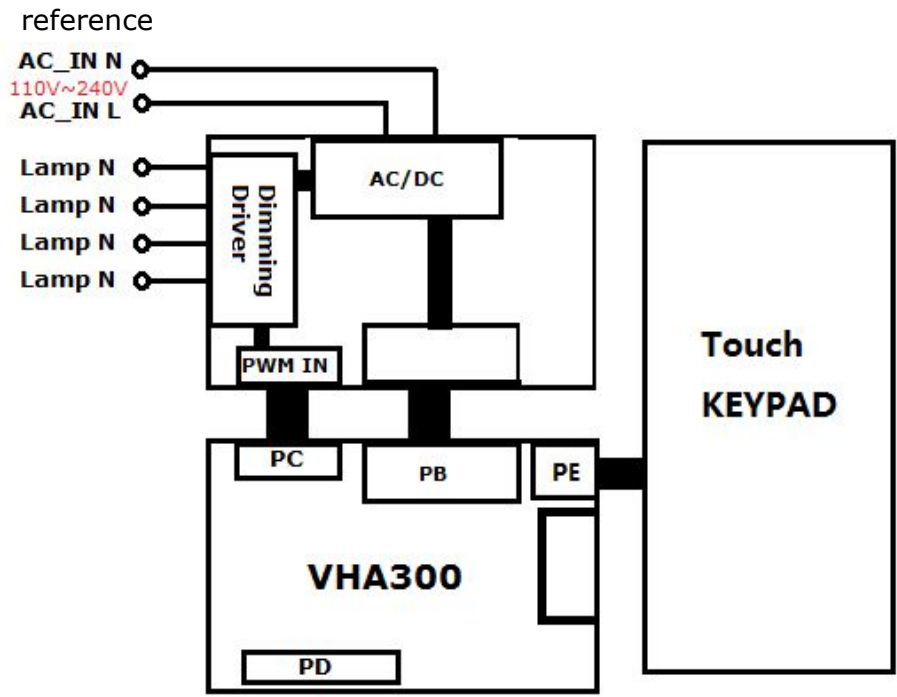 reference
AC_IN N
110V~240V
AC_IN L
Lamp N
Lamp N
Lamp N
Lamp N
Dimming
Driver
AC/DC
PWM IN
Touch
KEYPAD
PC
PB
PE
VHA300
PD